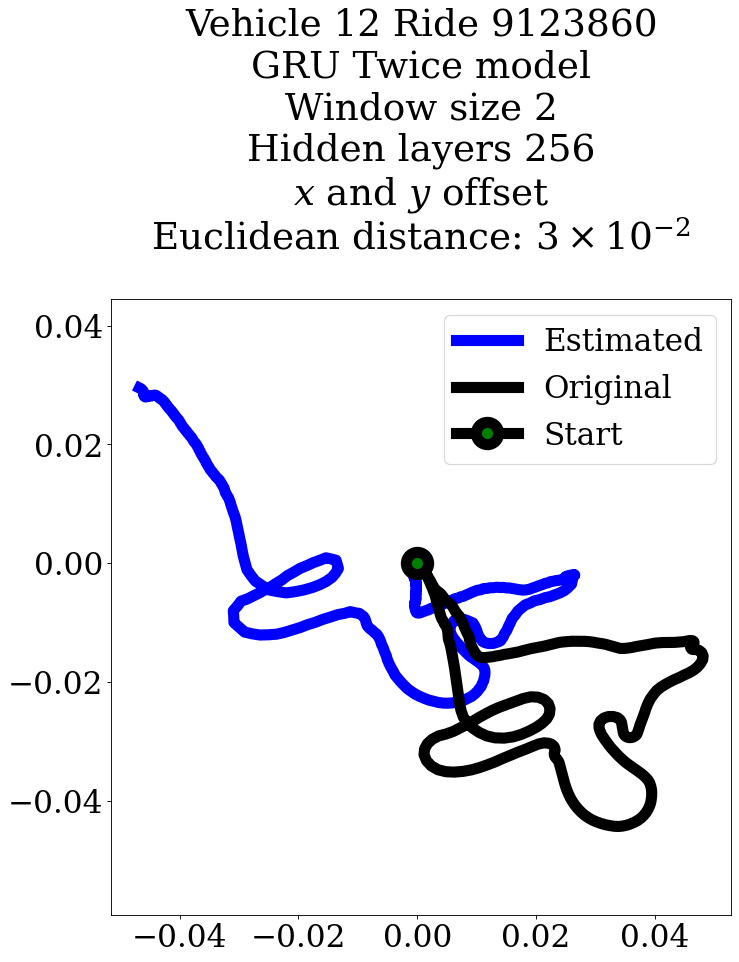 Vehicle 12 Ride 9123860
GRU Twice model
Window size 2
Hidden layers 256
x and y offset
Euclidean distance: 3 × 10⁻²
Estimated
Original
Start
0.04
0.02
0.00
−0.02
−0.04
−0.04 −0.02 0.00 0.02 0.04